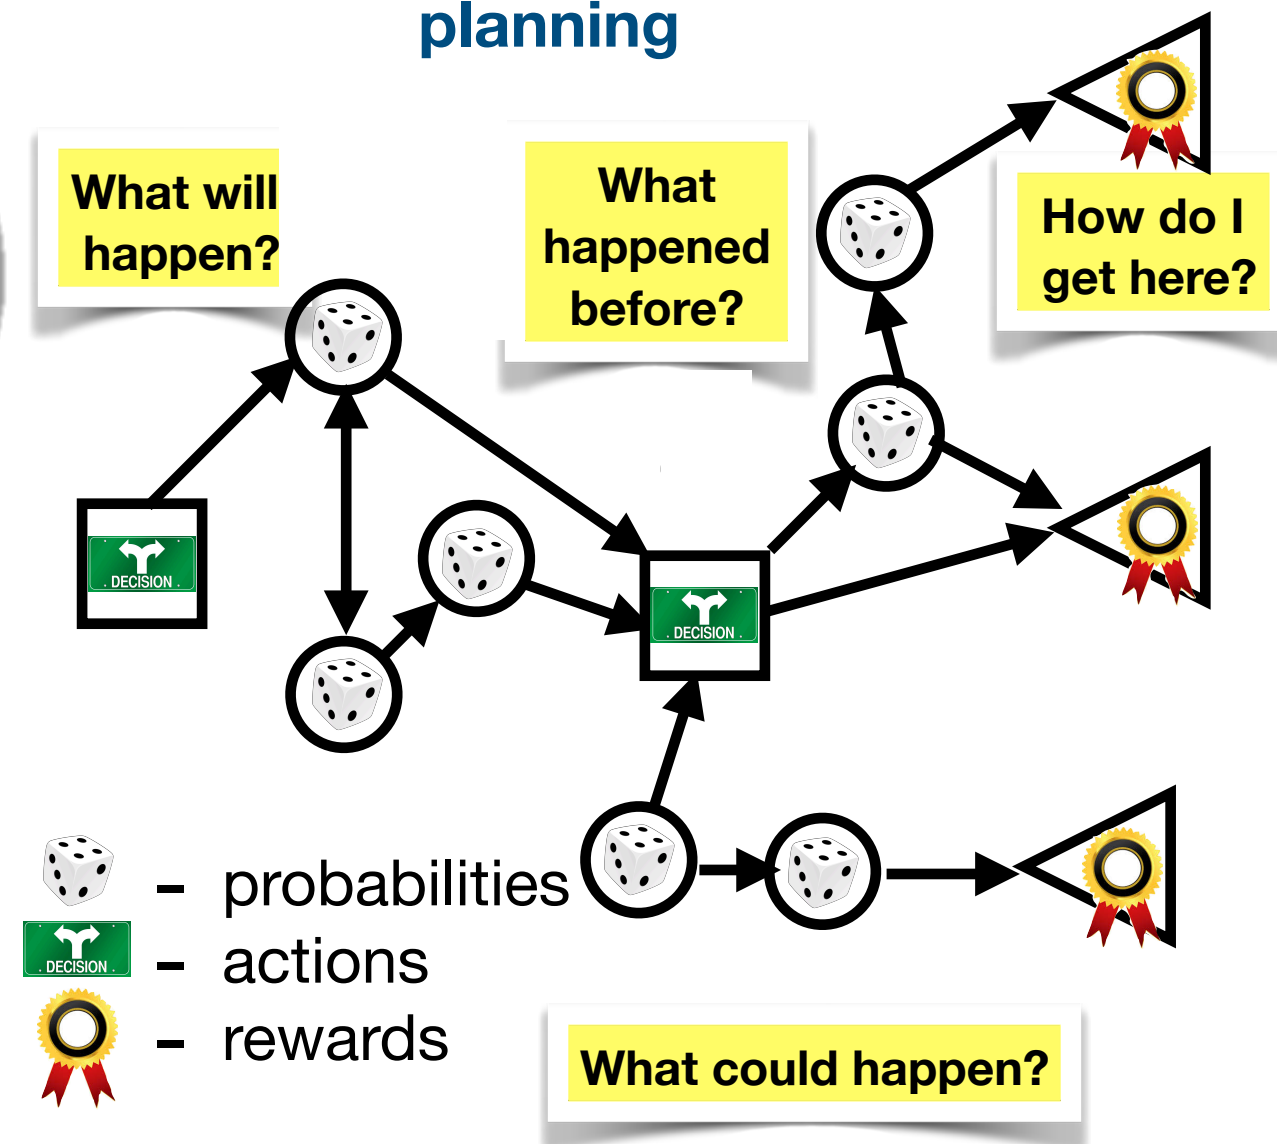 planning
What will
happen?
What
happened
before?
How do I
get here?
DECISION
. DECISION .
– probabilities
. DECISION . – actions
– rewards
What could happen?